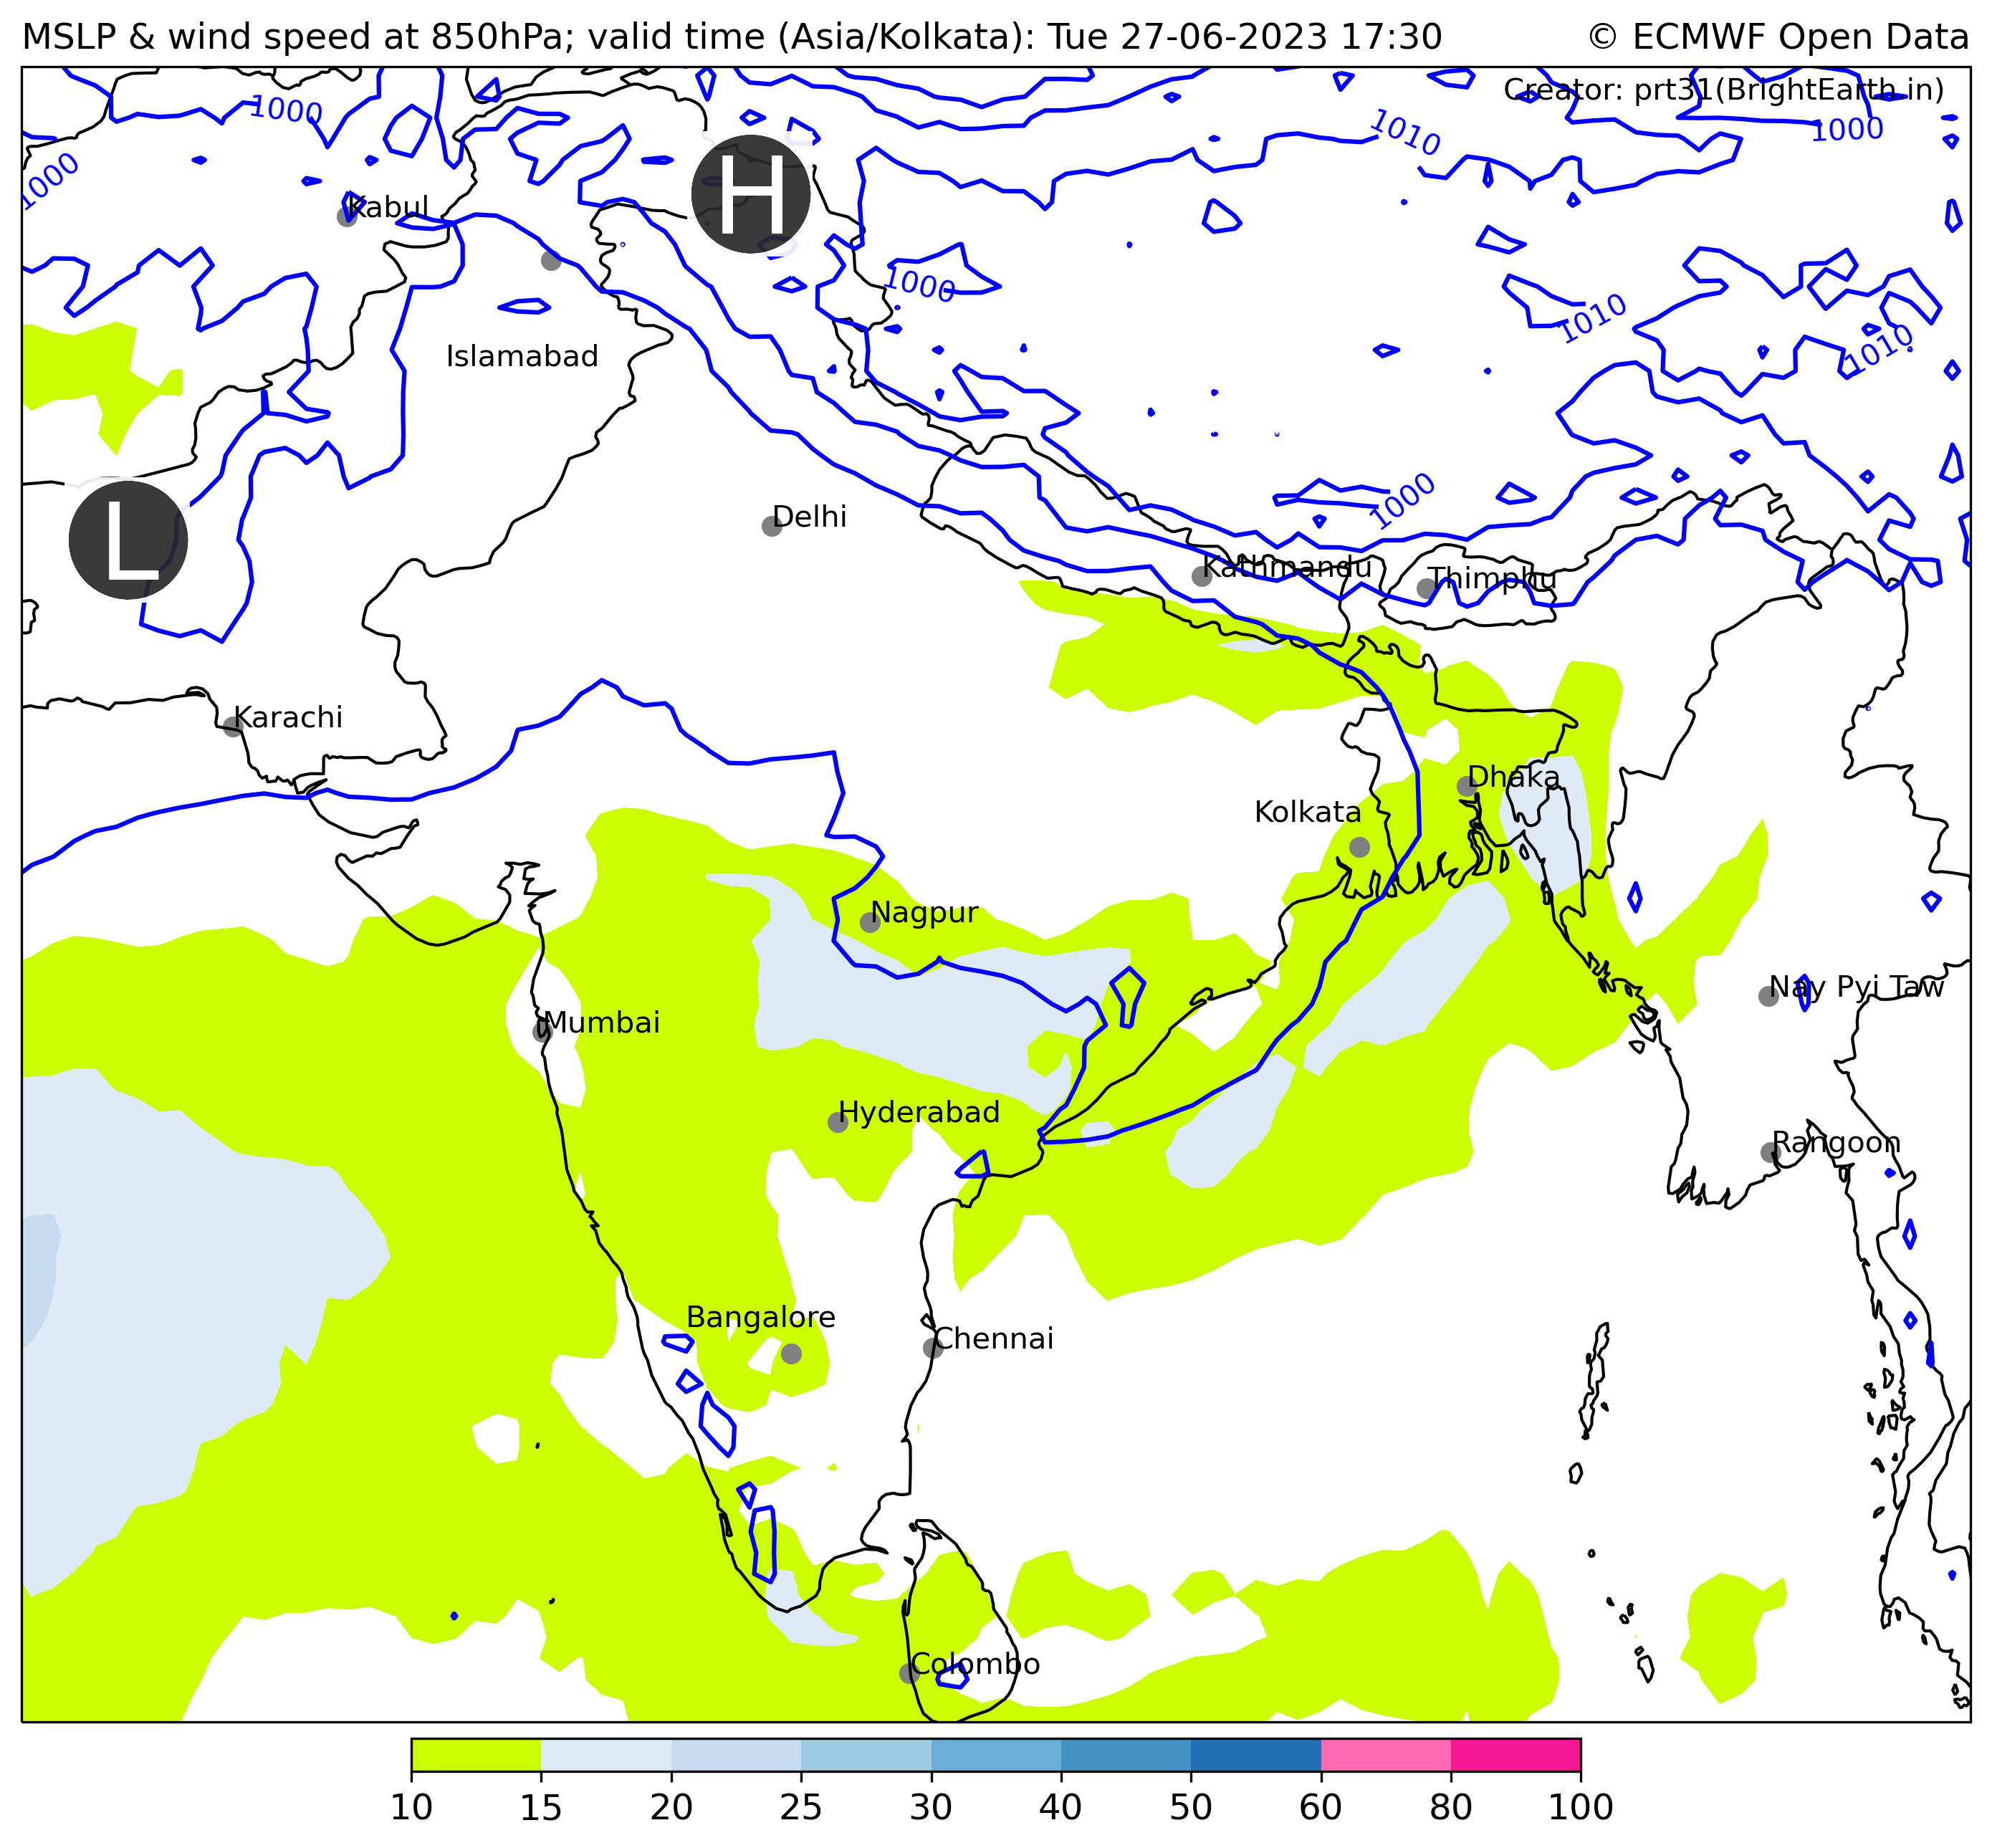 MSLP & wind speed at 850hPa; valid time (Asia/Kolkata): Tue 27-06-2023 17:30
© ECMWF Open Data
Creator: prt31(BrightEarth.in)
1000
1010
1000
1000
H
Kabul
1000
1010
1010
Islamabad
L
Delhi
1000
Kathmandu
Thimphu
Karachi
Dhaka
Kolkata
Nagpur
Nay Pyi Taw
Mumbai
Hyderabad
Rangoon
Bangalore
Chennai
Colombo
10 15 20 25 30 40 50 60 80 100